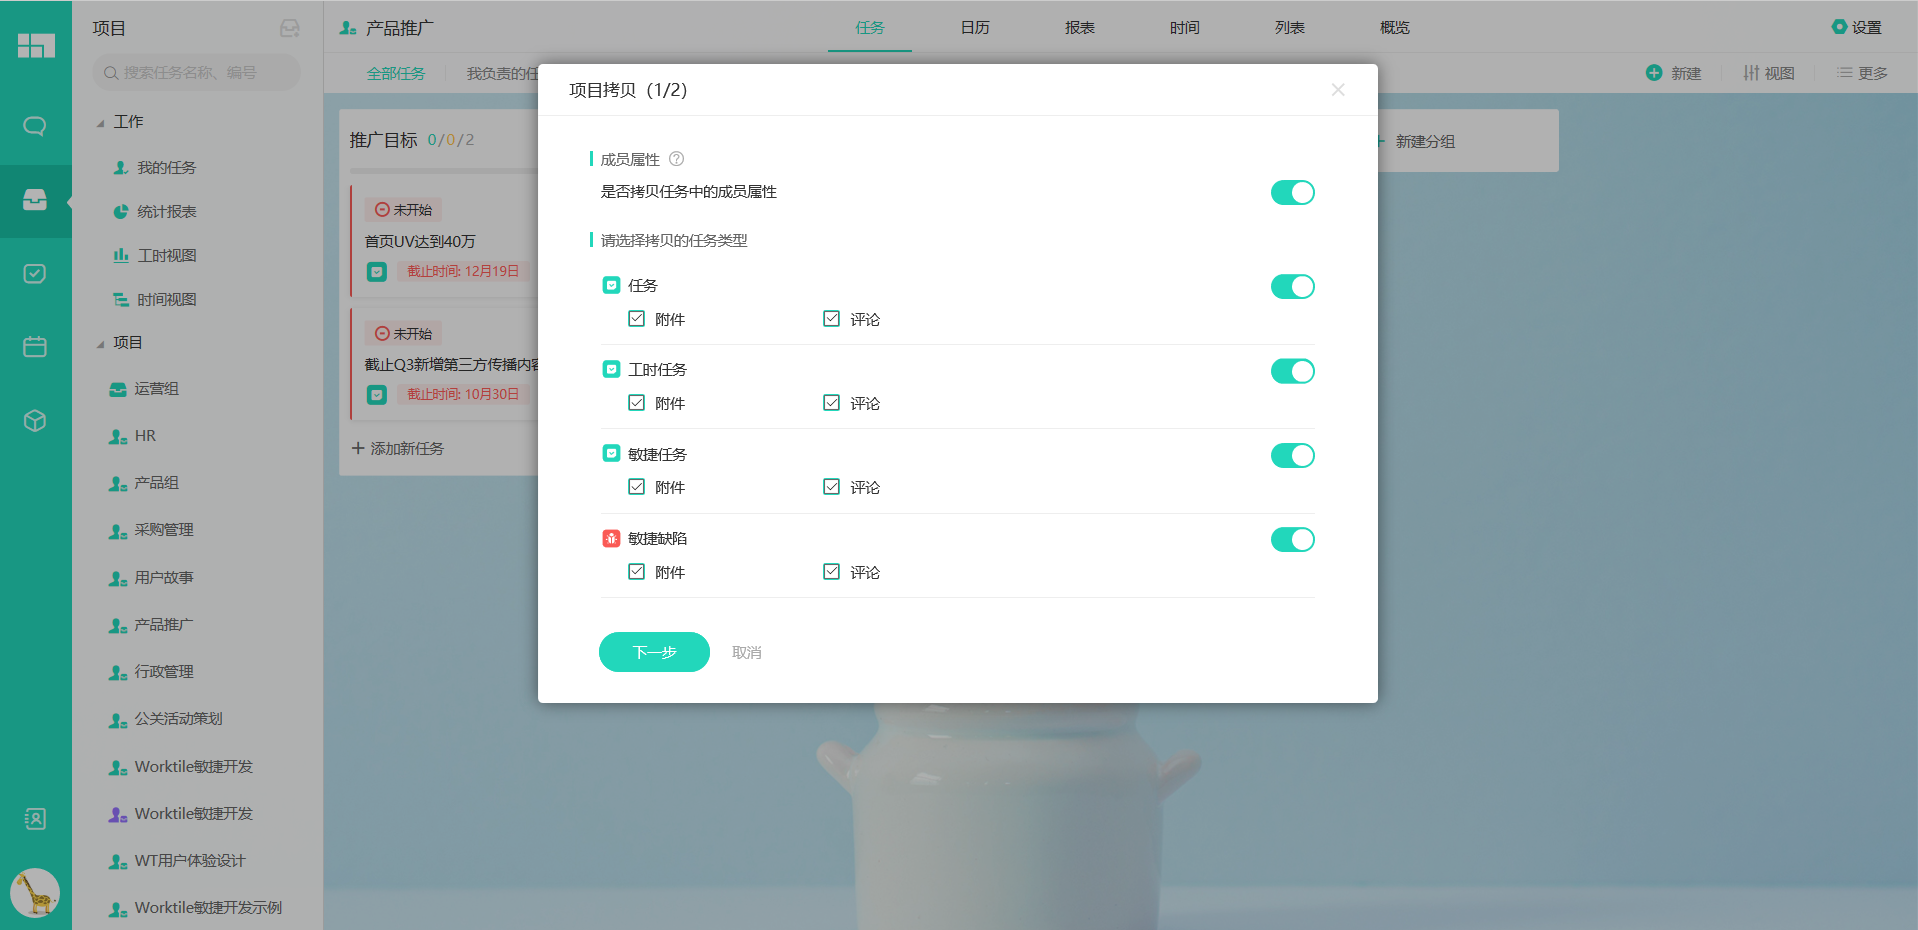 项目
搜索任务名称、编号
工作
我的任务
统计报表
工时视图
时间视图
项目
运营组
HR
产品组
采购管理
用户故事
产品推广
行政管理
公关活动策划
Worktile敏捷开发
Worktile敏捷开发
WT用户体验设计
Worktile敏捷开发示例
产品推广
任务 日历 报表 时间 列表 概览
设置
全部任务 我负责的任
新建 视图 更多
推广目标 0/0/2
未开始
首页UV达到40万
截止时间: 12月19日
未开始
截止Q3新增第三方传播内容
截止时间: 10月30日
添加新任务
新建分组
项目拷贝（1/2）
成员属性
是否拷贝任务中的成员属性
请选择拷贝的任务类型
任务
附件 评论
工时任务
附件 评论
敏捷任务
附件 评论
敏捷缺陷
附件 评论
下一步 取消